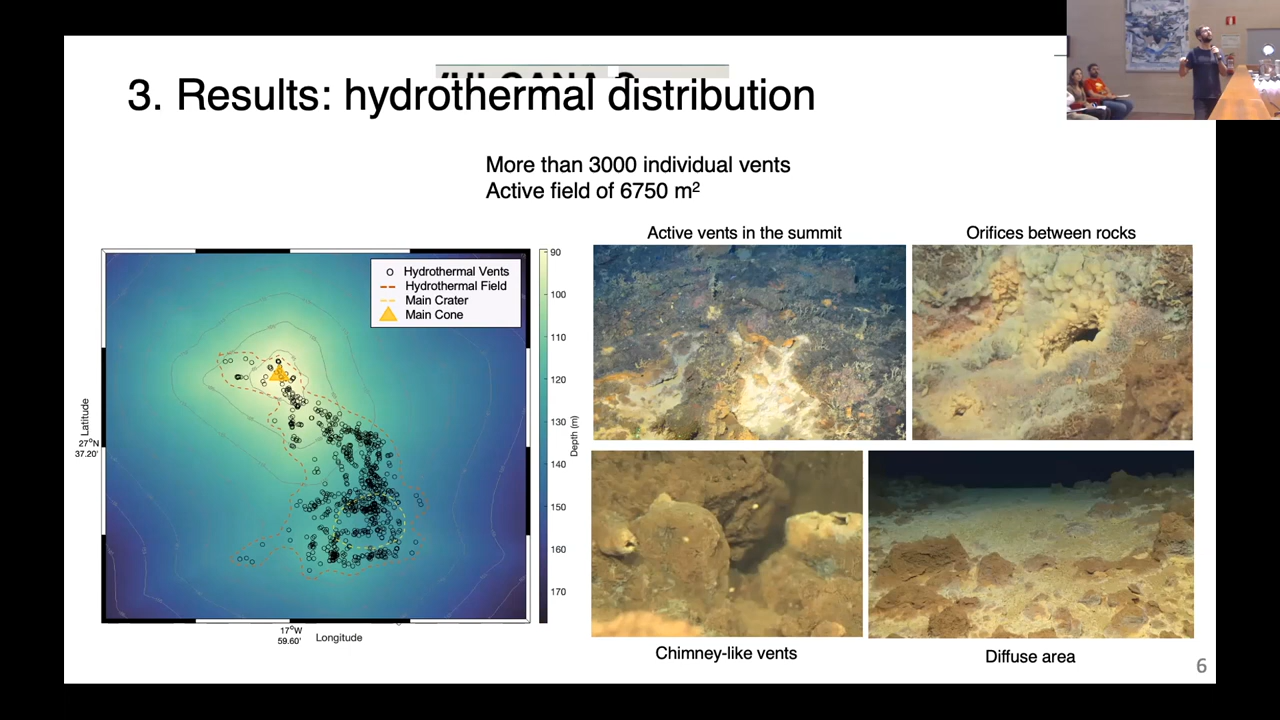 3. Results: hydrothermal distribution
More than 3000 individual vents
Active field of 6750 m²
Active vents in the summit
Orifices between rocks
Hydrothermal Vents
Hydrothermal Field
Main Crater
Main Cone
90
100
110
120
130
140
150
160
170
Depth (m)
Latitude
27°N
37.20'
17°W
59.60'
Longitude
Chimney-like vents
Diffuse area
6